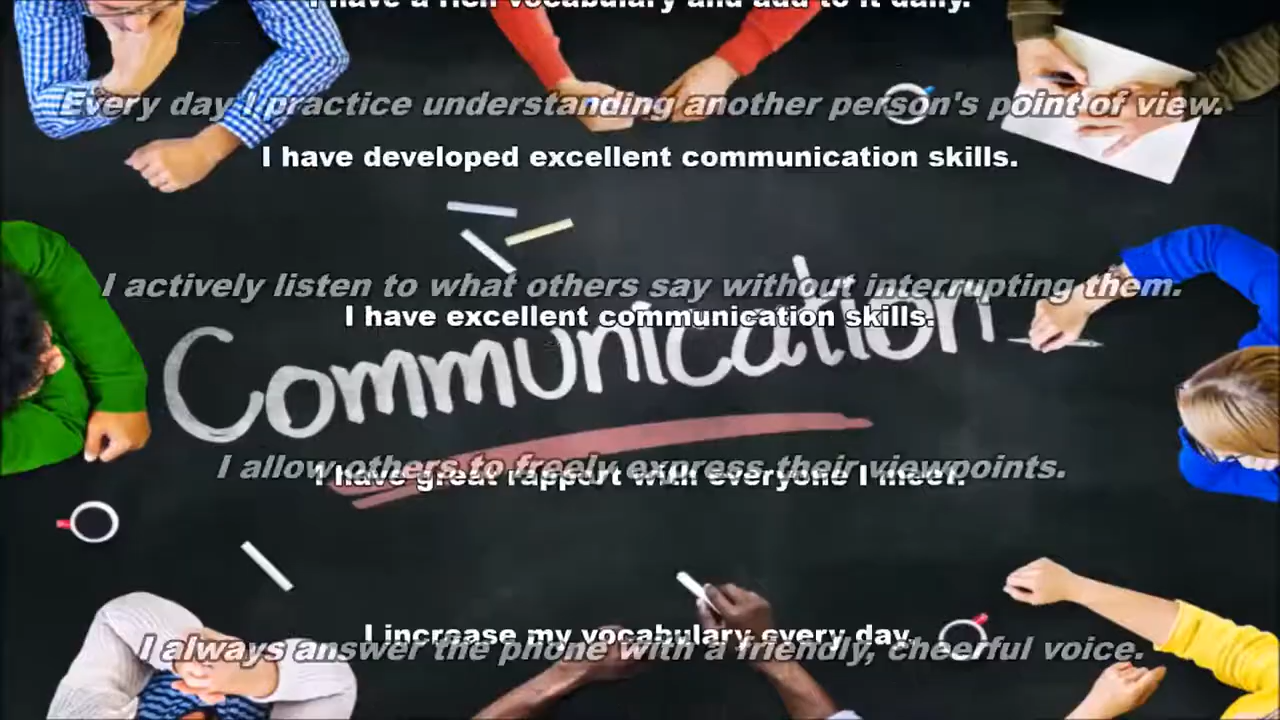 I have a rich vocabulary and add to it daily.
Every day I practice understanding another person's point of view.
I have developed excellent communication skills.
I actively listen to what others say without interrupting them.
I have excellent communication skills.
Communication
I allow others to freely express their viewpoints.
I have great rapport with everyone I meet.
I increase my vocabulary every day.
I always answer the phone with a friendly, cheerful voice.